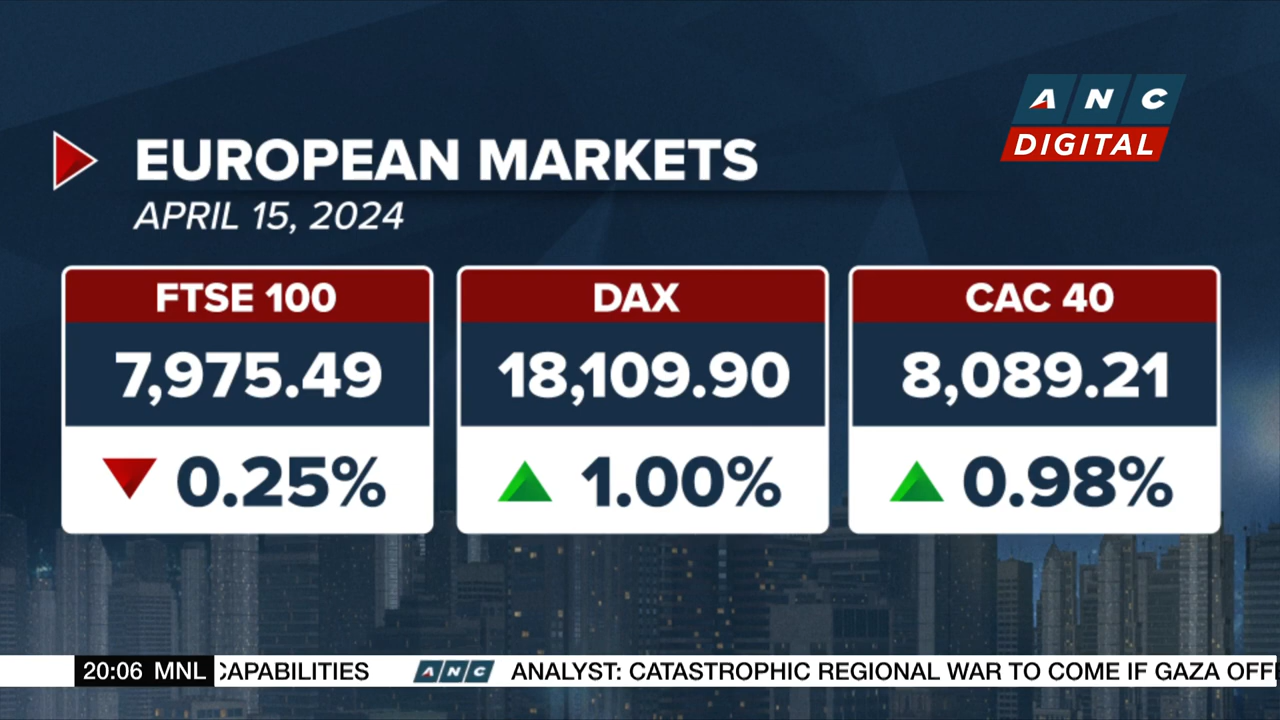 ANC
DIGITAL
EUROPEAN MARKETS
APRIL 15, 2024
FTSE 100
7,975.49
0.25%
DAX
18,109.90
1.00%
CAC 40
8,089.21
0.98%
20:06 MNL CAPABILITIES ANC ANALYST: CATASTROPHIC REGIONAL WAR TO COME IF GAZA OFF